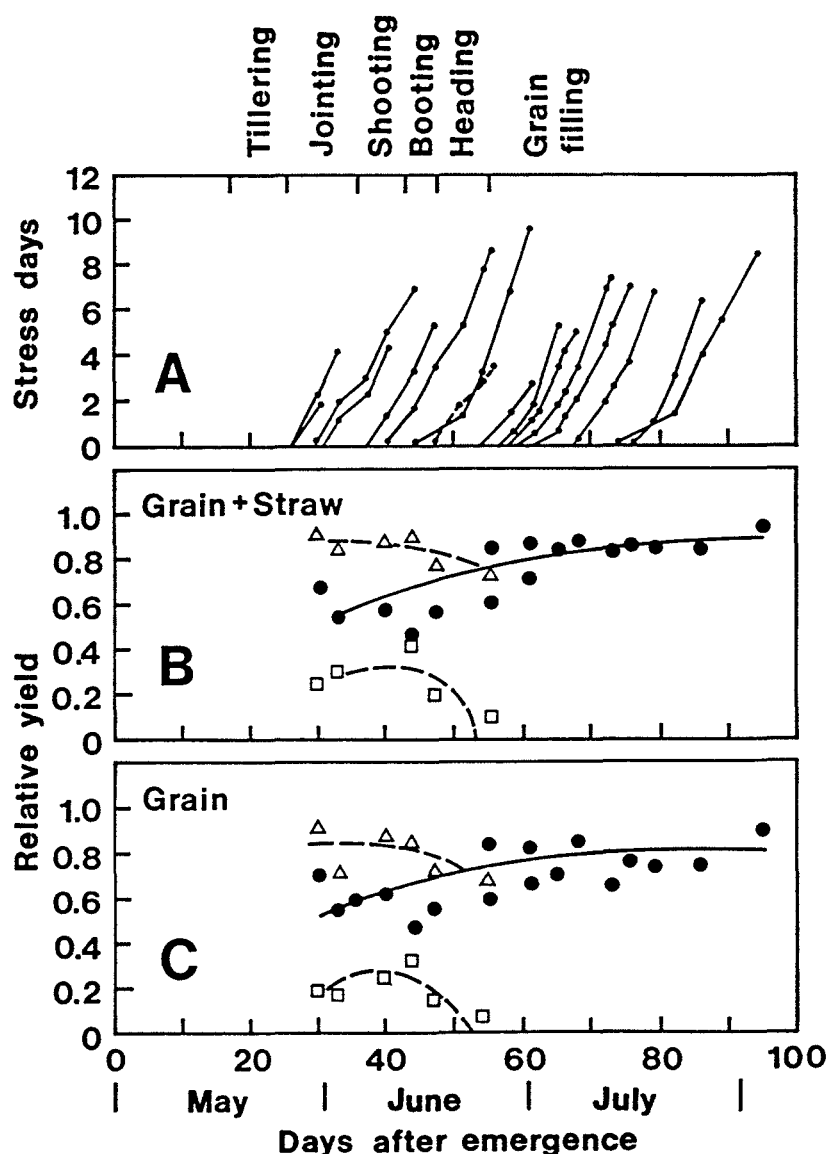 Tillering
Jointing
Shooting
Booting
Heading
Grain
filling
12
10
8
6
4
2
0
Stress days
A
Grain + Straw
1.0
0.8
0.6
0.4
0.2
0
B
Relative yield
Grain
1.0
0.8
0.6
0.4
0.2
0
C
0 20 40 60 80 100
May June July
Days after emergence